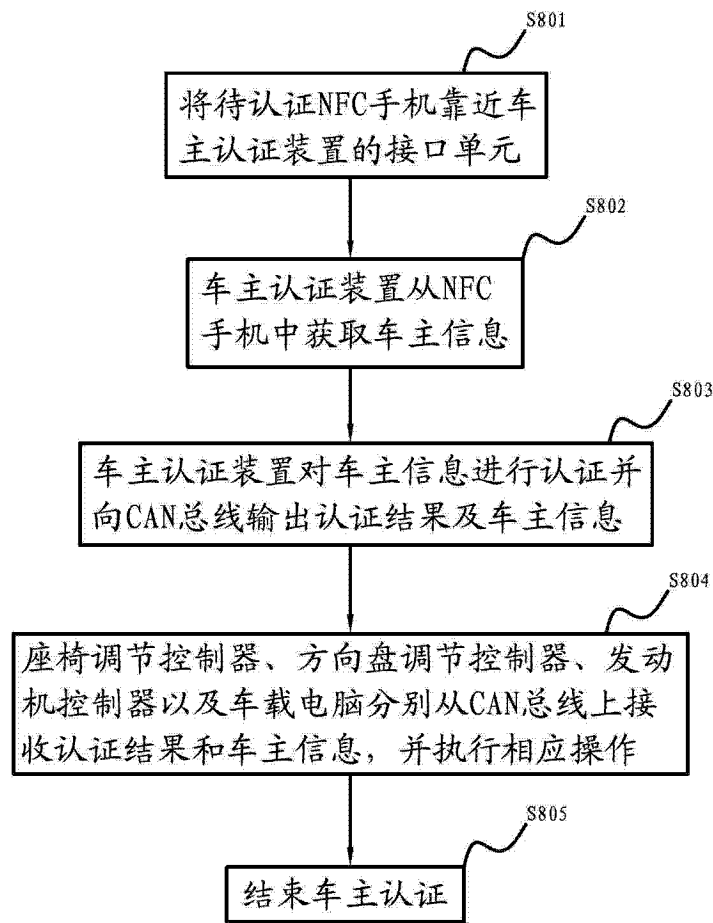 S801
将待认证NFC手机靠近车
主认证装置的接口单元
S802
车主认证装置从NFC
手机中获取车主信息
S803
车主认证装置对车主信息进行认证并
向CAN总线输出认证结果及车主信息
S804
座椅调节控制器、方向盘调节控制器、发动
机控制器以及车载电脑分别从CAN总线上接
收认证结果和车主信息，并执行相应操作
S805
结束车主认证